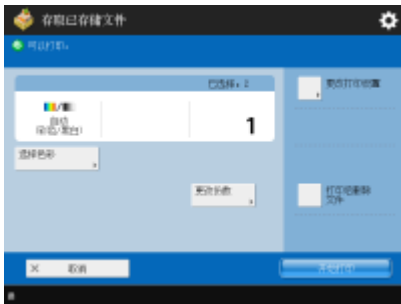 存取已存储文件
可以打印。
已选择: 2
更改打印设置
自动
(彩色/黑白)
1
选择色彩
更改份数
打印后删除
文件
× 取消
开始打印